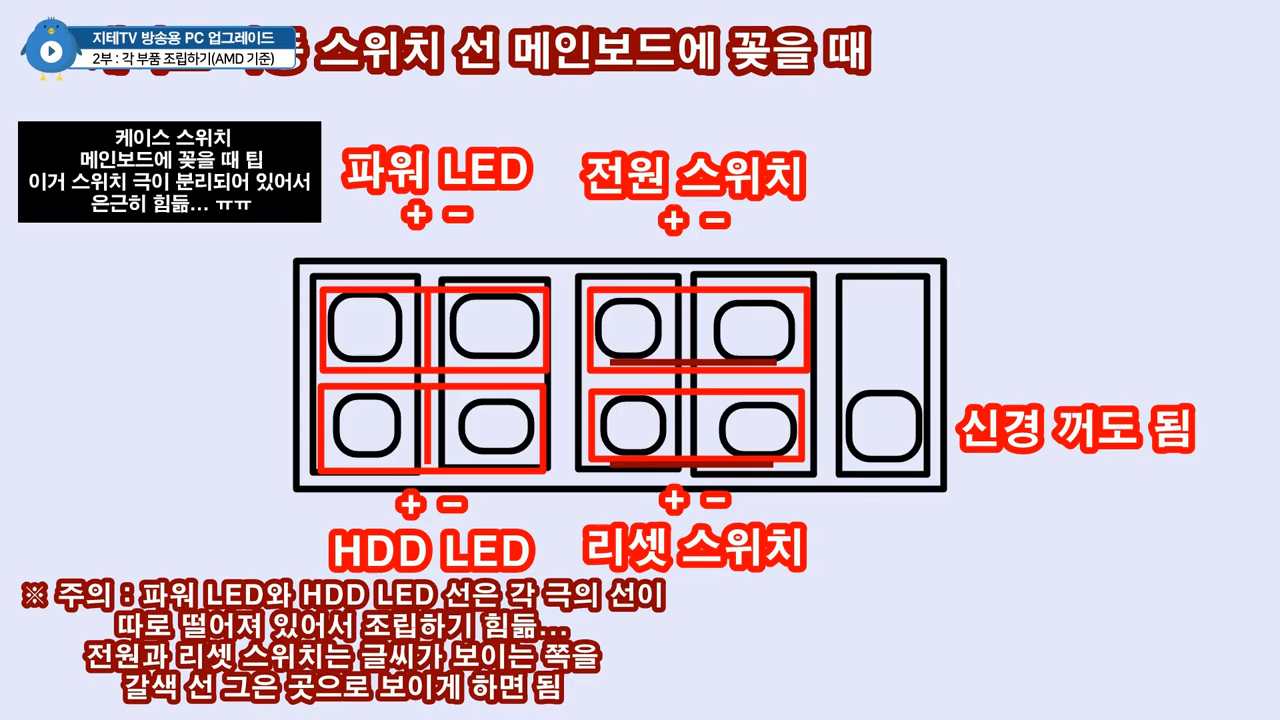 지테TV 방송용 PC 업그레이드
2부 : 각 부품 조립하기(AMD 기준)
스위치 선 메인보드에 꽂을 때
케이스 스위치
메인보드에 꽂을 때 팁
이거 스위치 극이 분리되어 있어서
은근히 힘듦... ㅠㅠ
파워 LED
+ -
전원 스위치
+ -
신경 꺼도 됨
+ -
HDD LED
+ -
리셋 스위치
※ 주의 : 파워 LED와 HDD LED 선은 각 극의 선이
따로 떨어져 있어서 조립하기 힘듦...
전원과 리셋 스위치는 글씨가 보이는 쪽을
갈색 선 그은 곳으로 보이게 하면 됨